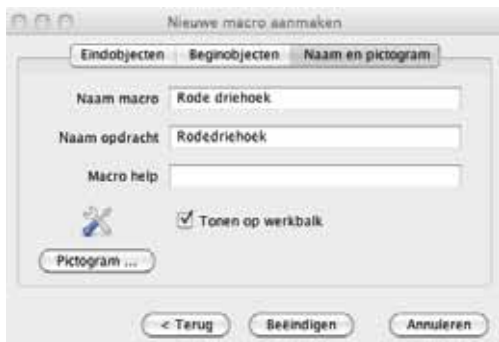 Nieuwe macro aanmaken
Eindobjecten Beginobjecten Naam en pictogram
Naam macro Rode driehoek
Naam opdracht Rodedriehoek
Macro help
Tonen op werkbalk
Pictogram ...
< Terug Beëindigen Annuleren